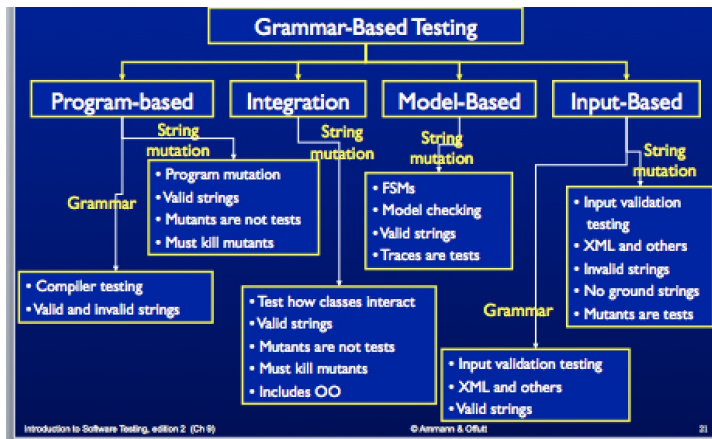 Grammar-Based Testing
Program-based
Integration
Model-Based
Input-Based
String
mutation
• Program mutation
• Valid strings
• Mutants are not tests
• Must kill mutants
Grammar
• Compiler testing
• Valid and invalid strings
String
mutation
• Test how classes interact
• Valid strings
• Mutants are not tests
• Must kill mutants
• Includes OO
String
mutation
• FSMs
• Model checking
• Valid strings
• Traces are tests
String
mutation
• Input validation
testing
• XML and others
• Invalid strings
• No ground strings
• Mutants are tests
Grammar
• Input validation testing
• XML and others
• Valid strings
Introduction to Software Testing, edition 2 (Ch 9)
© Ammann & Offutt
21